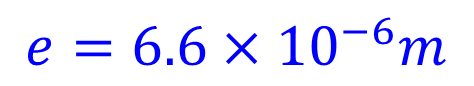 e = 6.6 × 10⁻⁶m